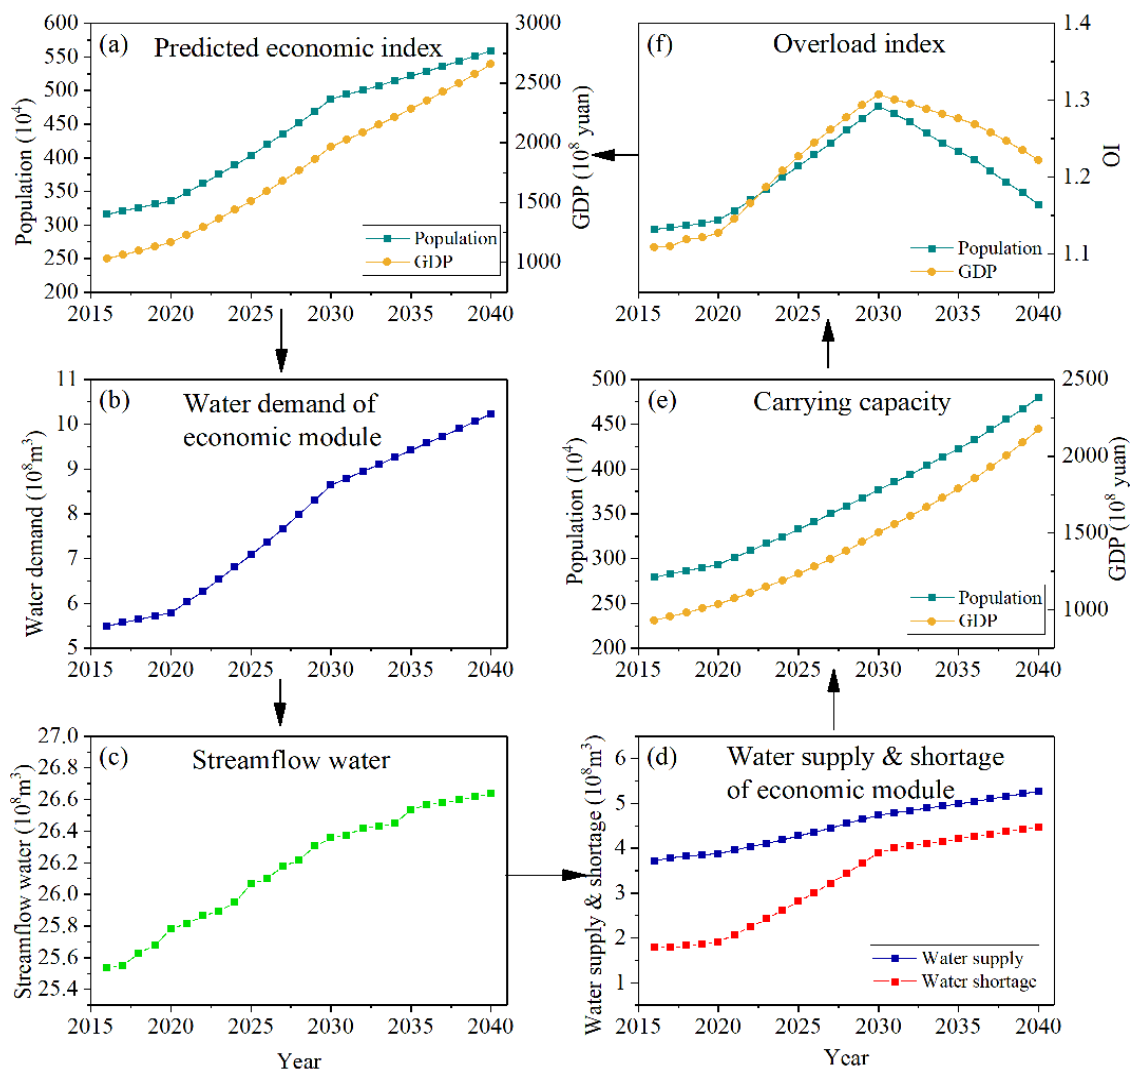 (a) Predicted economic index
600
550
500
450
400
350
300
250
200
Population (10⁴)
3000
2500
2000
1500
1000
GDP (10⁸ yuan)
Population
GDP
2015 2020 2025 2030 2035 2040
(f) Overload index
1.4
1.3
1.2
1.1
OI
Population
GDP
2015 2020 2025 2030 2035 2040
(b) Water demand of
economic module
11
10
9
8
7
6
5
Water demand (10⁸m³)
2015 2020 2025 2030 2035 2040
(e) Carrying capacity
500
475
450
425
400
375
350
325
300
275
250
225
200
Population (10⁴)
2500
2000
1500
1000
GDP (10⁸ yuan)
Population
GDP
2015 2020 2025 2030 2035 2040
(c) Streamflow water
27.0
26.8
26.6
26.4
26.2
26.0
25.8
25.6
25.4
Streamflow water (10⁸m³)
2015 2020 2025 2030 2035 2040
Year
(d) Water supply & shortage
of economic module
6
5
4
3
2
1
Water supply & shortage (10⁸m³)
Water supply
Water shortage
2015 2020 2025 2030 2035 2040
Year